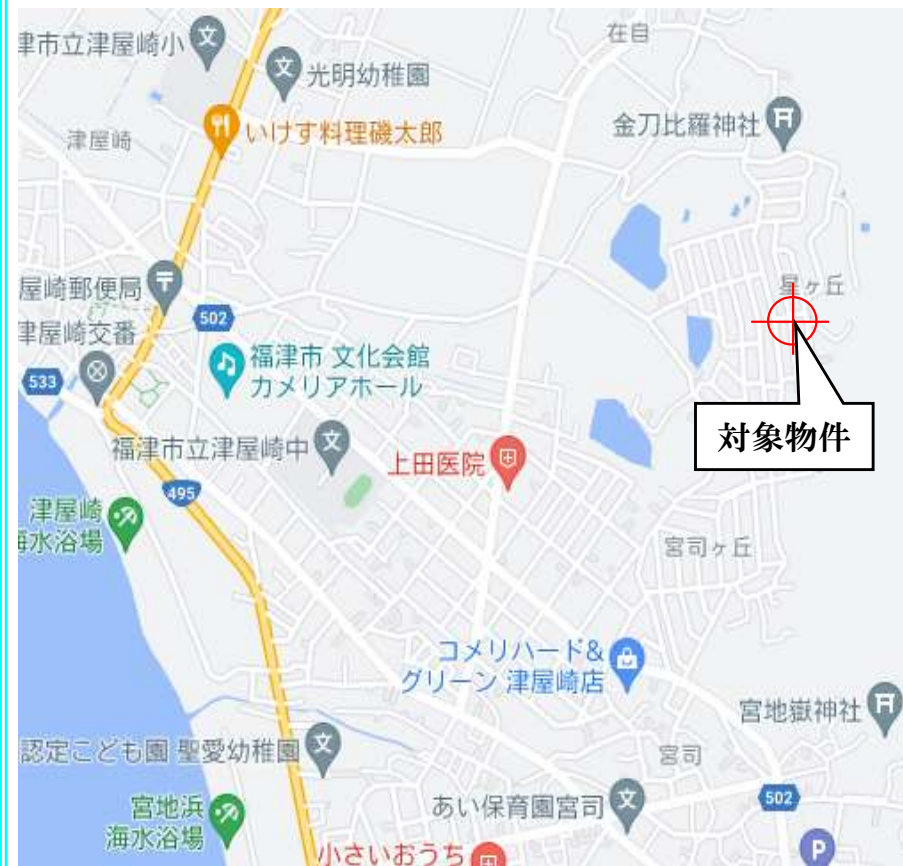 津市立津屋崎小
光明幼稚園
在自
津屋崎
いけす料理磯太郎
金刀比羅神社
屋崎郵便局
星ヶ丘
津屋崎交番
502
福津市 文化会館
カメリアホール
533
対象物件
福津市立津屋崎中
上田医院
495
津屋崎
海水浴場
宮司ヶ丘
コメリハード&
グリーン 津屋崎店
宮地嶽神社
認定こども園 聖愛幼稚園
宮司
宮地浜
海水浴場
あい保育園宮司
502
小さいおうち
P